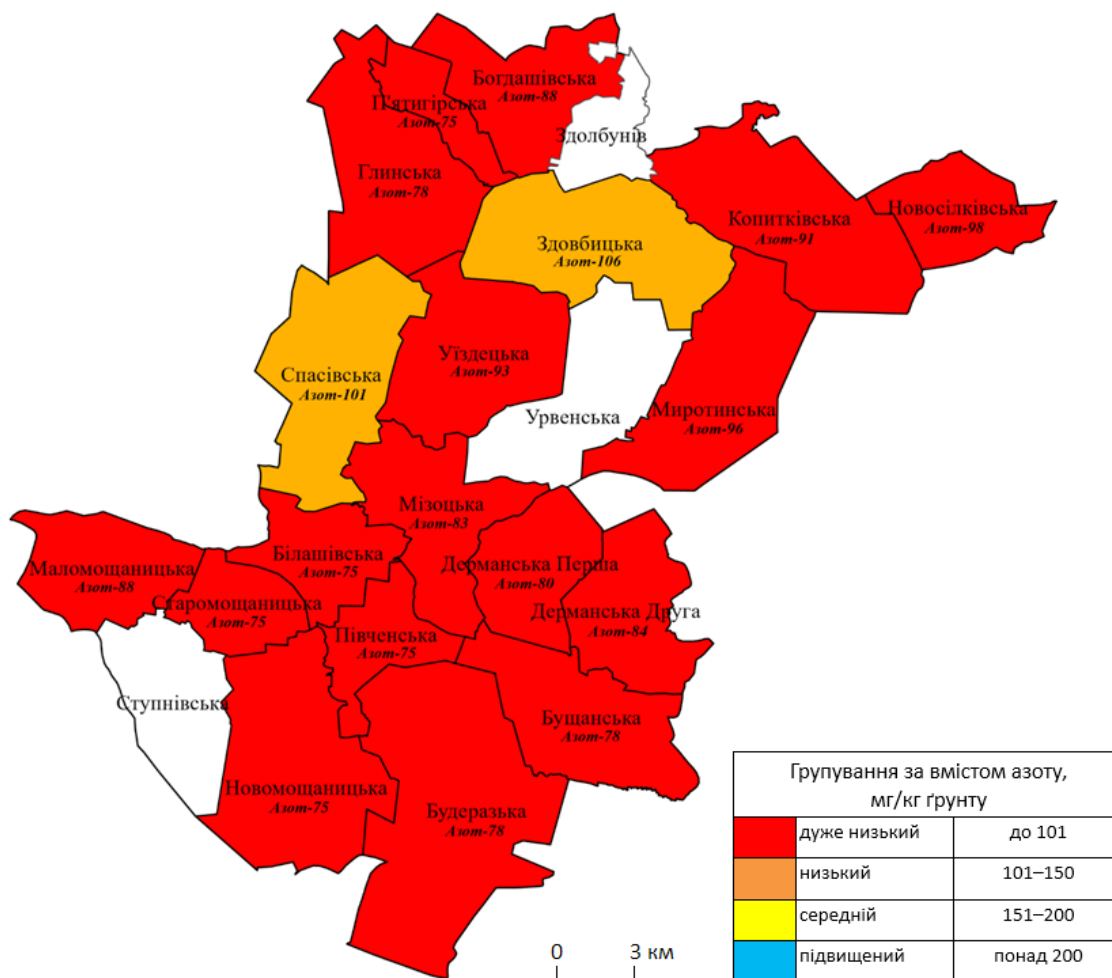 Богдашівська
Азот-88
П'ятигірська
Азот-75
Здолбунів
Глинська
Азот-78
Новосілківська
Азот-98
Копитківська
Азот-91
Здовбицька
Азот-106
Уїздецька
Азот-93
Спасівська
Азот-101
Урвенська
Миротинська
Азот-96
Мізоцька
Азот-83
Білашівська
Азот-75
Дерманська Перша
Азот-80
Маломощаницька
Азот-88
Старомощаницька
Азот-75
Дерманська Друга
Азот-84
Півченська
Азот-75
Ступнівська
Бущанська
Азот-78
Новомощаницька
Азот-75
Будеразька
Азот-78
Групування за вмістом азоту,
мг/кг ґрунту
дуже низький до 101
низький 101–150
середній 151–200
підвищений понад 200
0 3 км